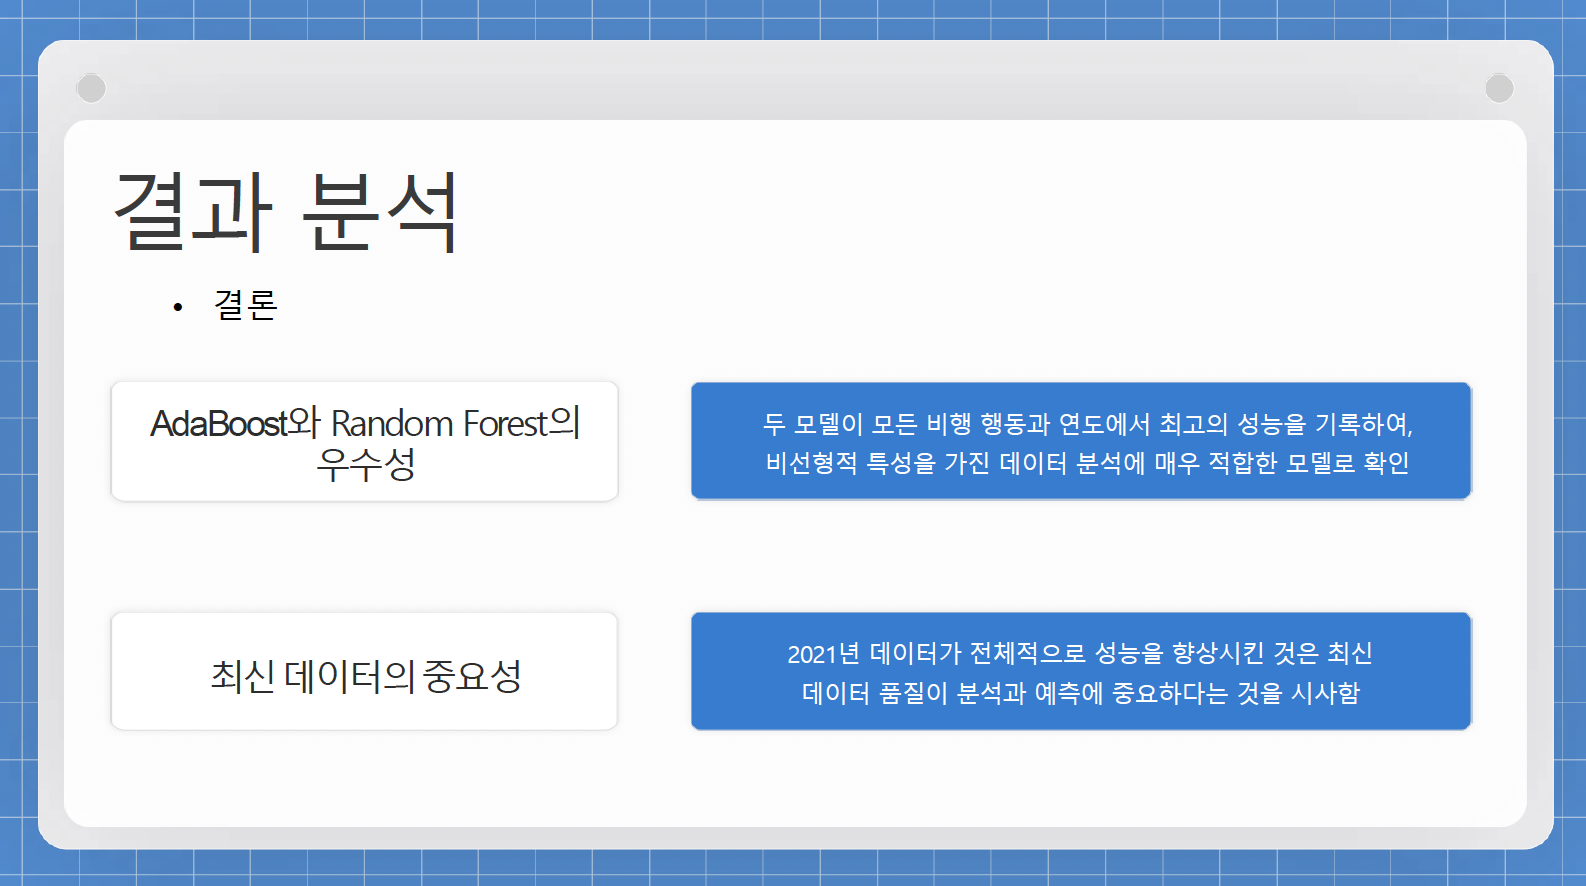 결과 분석
• 결론
AdaBoost와 Random Forest의
우수성
두 모델이 모든 비행 행동과 연도에서 최고의 성능을 기록하여,
비선형적 특성을 가진 데이터 분석에 매우 적합한 모델로 확인
최신 데이터의 중요성
2021년 데이터가 전체적으로 성능을 향상시킨 것은 최신
데이터 품질이 분석과 예측에 중요하다는 것을 시사함